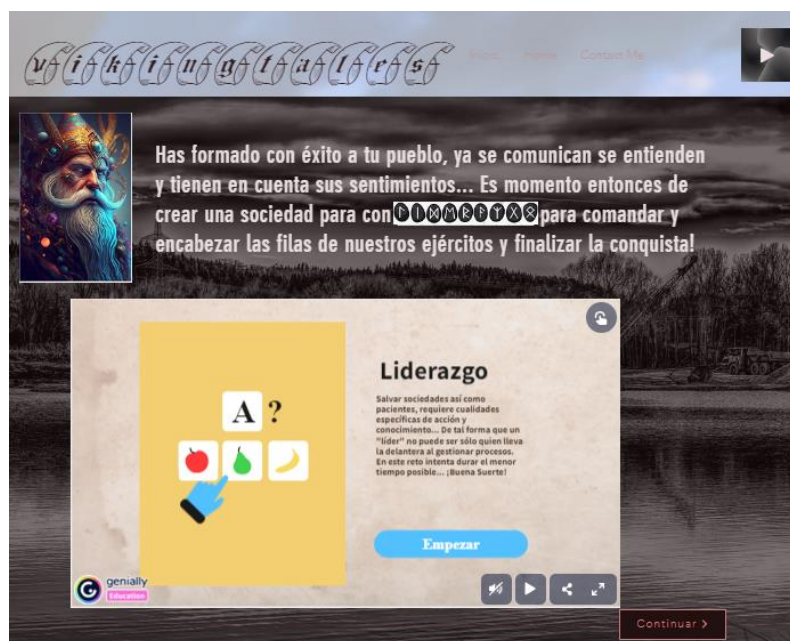 vikingtales
Contact Me
Has formado con éxito a tu pueblo, ya se comunican se entienden
y tienen en cuenta sus sentimientos... Es momento entonces de
crear una sociedad para con ᛚᛁᛞᛖᚱᚨᛉᚷᛟ para comandar y
encabezar las filas de nuestros ejércitos y finalizar la conquista!
A ?
Liderazgo
Salvar sociedades así como
pacientes, requiere cualidades
específicas de acción y
conocimiento... De tal forma que un
"líder" no puede ser sólo quien lleva
la delantera al gestionar procesos.
En este reto intenta durar el menor
tiempo posible... ¡Buena Suerte!
Empezar
genially
Education
Continuar >